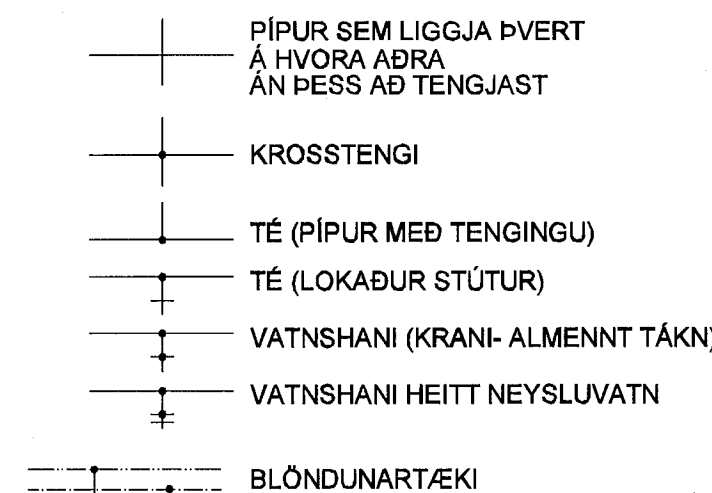 PÍPUR SEM LIGGJA ÞVERT
Á HVORA AÐRA
ÁN ÞESS AÐ TENGJAST
KROSSTENGI
TÉ (PÍPUR MEÐ TENGINGU)
TÉ (LOKAÐUR STÚTUR)
VATNSHANI (KRANI- ALMENNT TÁKN)
VATNSHANI HEITT NEYSLUVATN
BLÖNDUNARTÆKI